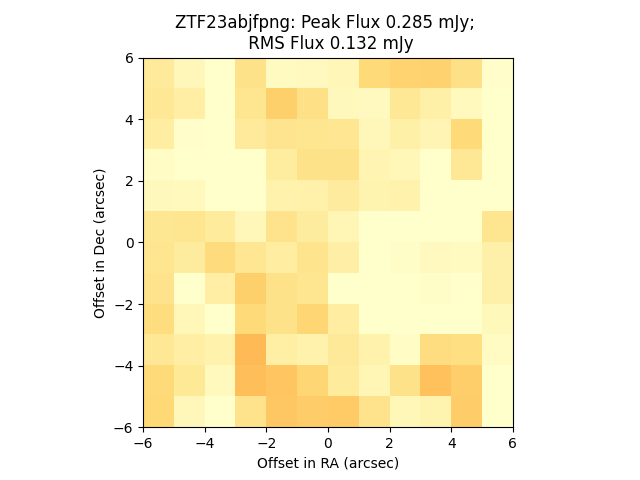 ZTF23abjfpng: Peak Flux 0.285 mJy;
RMS Flux 0.132 mJy
6
4
2
0
−2
−4
−6
Offset in Dec (arcsec)
−6 −4 −2 0 2 4 6
Offset in RA (arcsec)